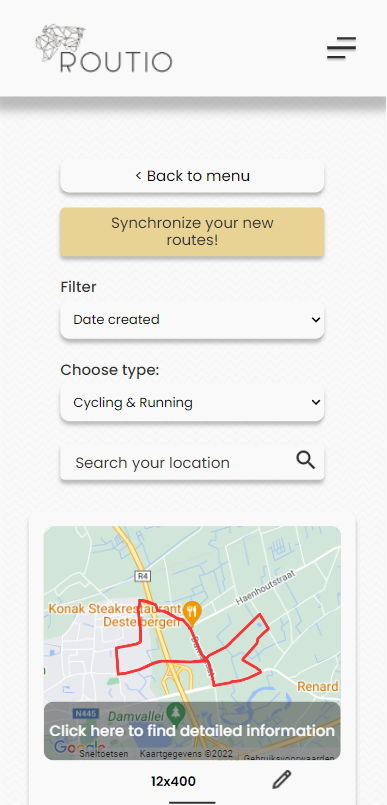 ROUTIO
< Back to menu
Synchronize your new
routes!
Filter
Date created
Choose type:
Cycling & Running
Search your location
R4
Haenhoutstraat
Konak Steakrestaurant
Destelbergen
Renard
N445
Damvallei
Click here to find detailed information
Google
Sneltoetsen
Kaartgegevens ©2022
Gebruiksvoorwaarden
12x400